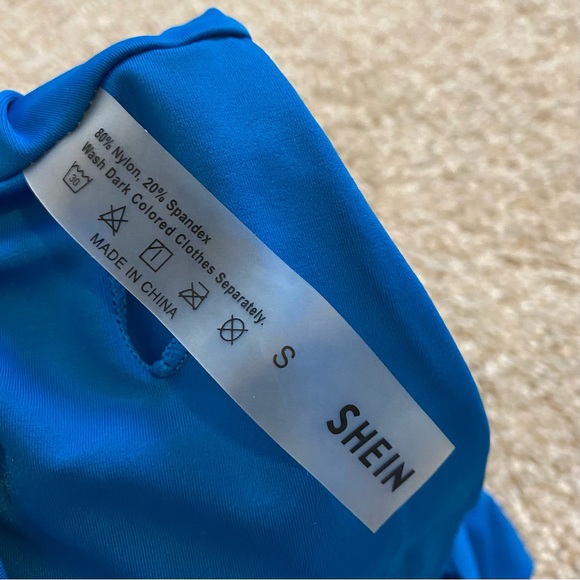 80% Nylon, 20% Spandex
Wash Dark Colored Clothes Separately.
30
MADE IN CHINA
S
SHEIN